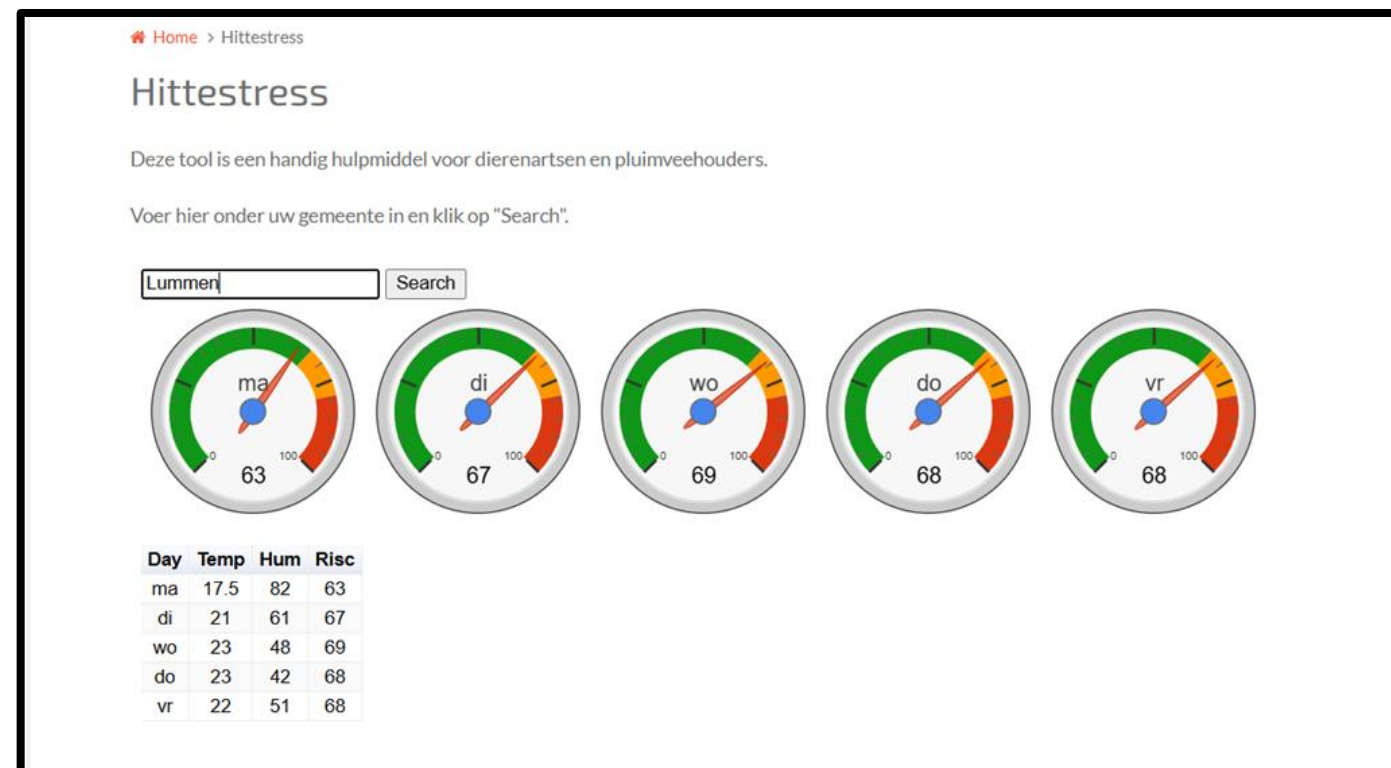 Home > Hittestress
Hittestress
Deze tool is een handig hulpmiddel voor dierenartsen en pluimveehouders.
Voer hier onder uw gemeente in en klik op "Search".
Lummen Search
ma di wo do vr
0 100 0 100 0 100 0 100 0 100
63 67 69 68 68
Day Temp Hum Risc
ma 17.5 82 63
di 21 61 67
wo 23 48 69
do 23 42 68
vr 22 51 68